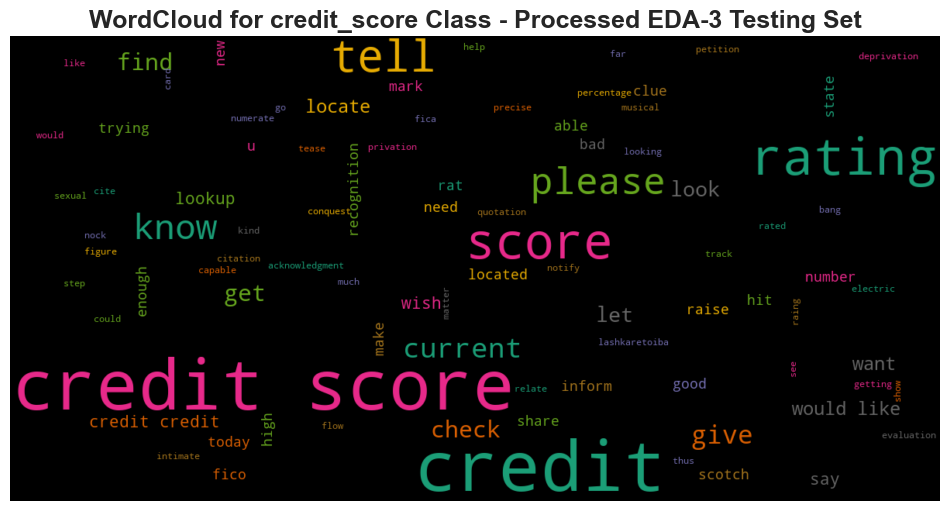 WordCloud for credit_score Class - Processed EDA-3 Testing Set
like
find
card
new
tell
help
far
petition
deprivation
mark
locate
go
numerate
fica
precise
percentage
clue
musical
state
would
trying
u
tease
privation
able
bad
looking
rating
sexual
cite
lookup
recognition
rat
please
look
know
nock
figure
kind
conquest
need
quotation
score
bang
rated
citation
capable
acknowledgment
located
notify
track
number
electric
step
enough
get
much
wish
matter
let
raise
hit
raing
could
make
current
lashkaretoiba
want
credit score
relate
inform
good
see
getting
show
credit credit
high
flow
check
share
give
would like
evaluation
today
intimate
fico
credit
thus
scotch
say